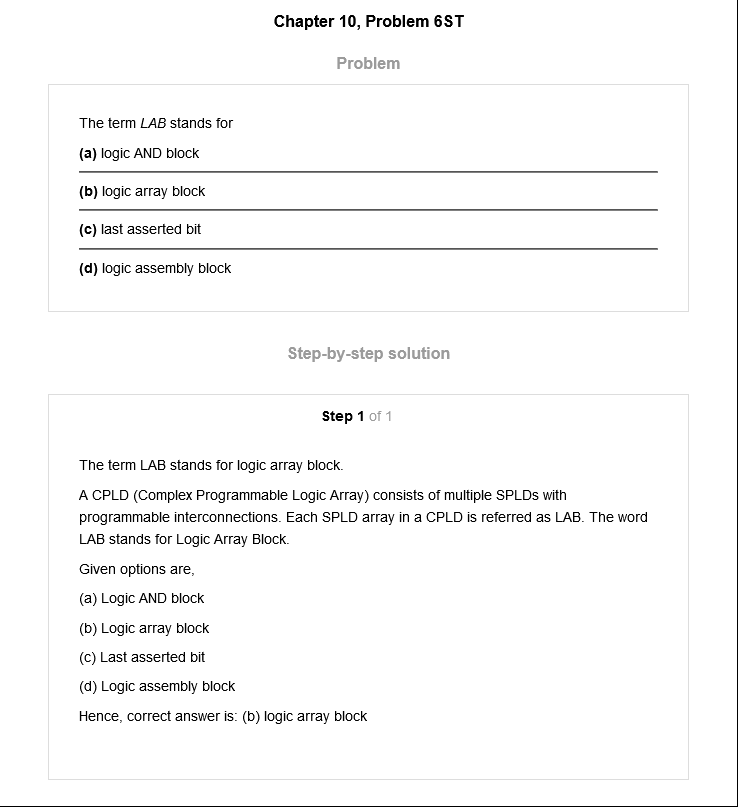 Chapter 10, Problem 6ST
Problem
The term LAB stands for
(a) logic AND block
(b) logic array block
(c) last asserted bit
(d) logic assembly block
Step-by-step solution
Step 1 of 1
The term LAB stands for logic array block.
A CPLD (Complex Programmable Logic Array) consists of multiple SPLDs with
programmable interconnections. Each SPLD array in a CPLD is referred as LAB. The word
LAB stands for Logic Array Block.
Given options are,
(a) Logic AND block
(b) Logic array block
(c) Last asserted bit
(d) Logic assembly block
Hence, correct answer is: (b) logic array block